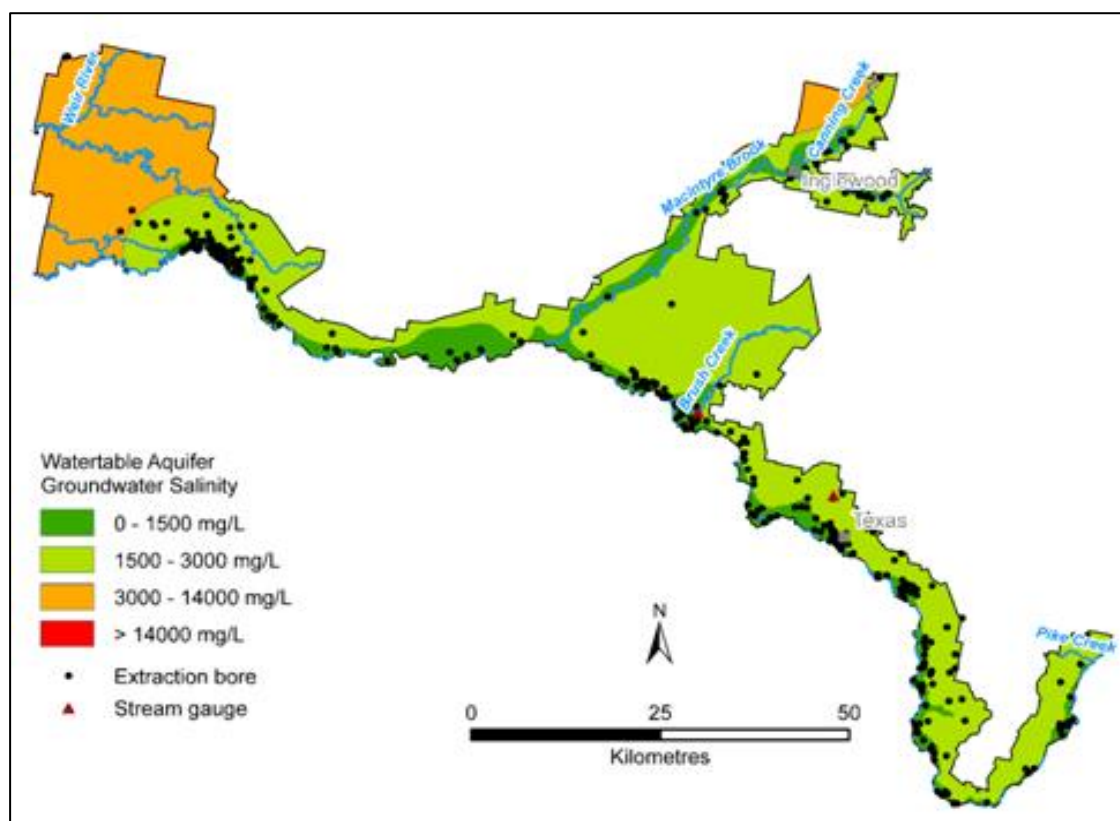 Weir River
Canning Creek
Macintyre Brook
Inglewood
Brush Creek
Texas
Pike Creek
Watertable Aquifer
Groundwater Salinity
0 - 1500 mg/L
1500 - 3000 mg/L
3000 - 14000 mg/L
> 14000 mg/L
Extraction bore
Stream gauge
N
0 25 50
Kilometres